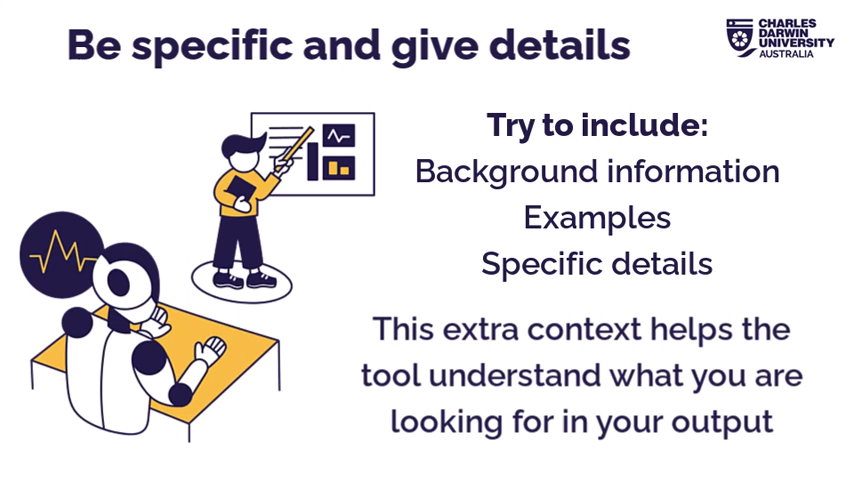 Be specific and give details
CHARLES
DARWIN
UNIVERSITY
AUSTRALIA
Try to include:
Background information
Examples
Specific details
This extra context helps the
tool understand what you are
looking for in your output